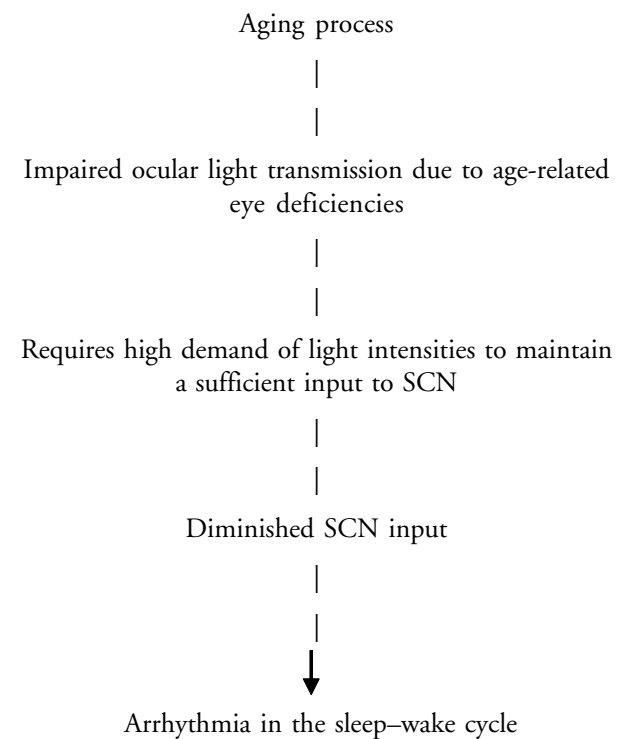 Aging process
Impaired ocular light transmission due to age-related
eye deficiencies
Requires high demand of light intensities to maintain
a sufficient input to SCN
Diminished SCN input
Arrhythmia in the sleep–wake cycle